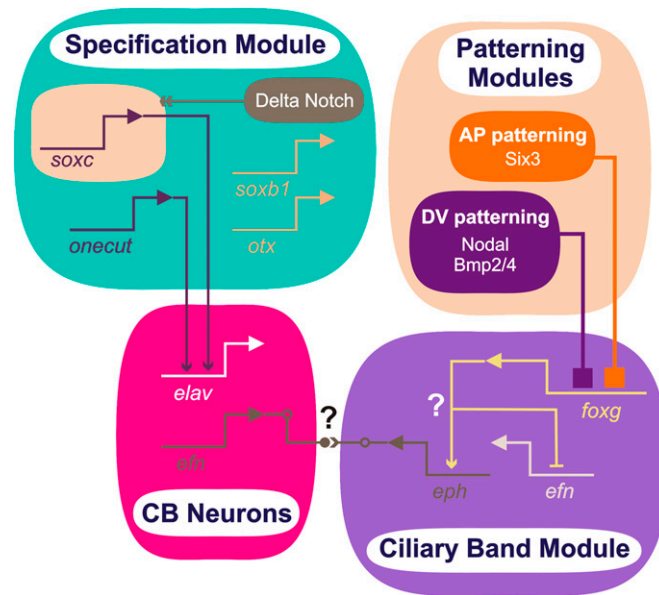 Specification Module
Delta Notch
soxc
soxb1
onecut
otx
Patterning
Modules
AP patterning
Six3
DV patterning
Nodal
Bmp2/4
elav
efn
?
CB Neurons
?
foxg
eph
efn
Ciliary Band Module